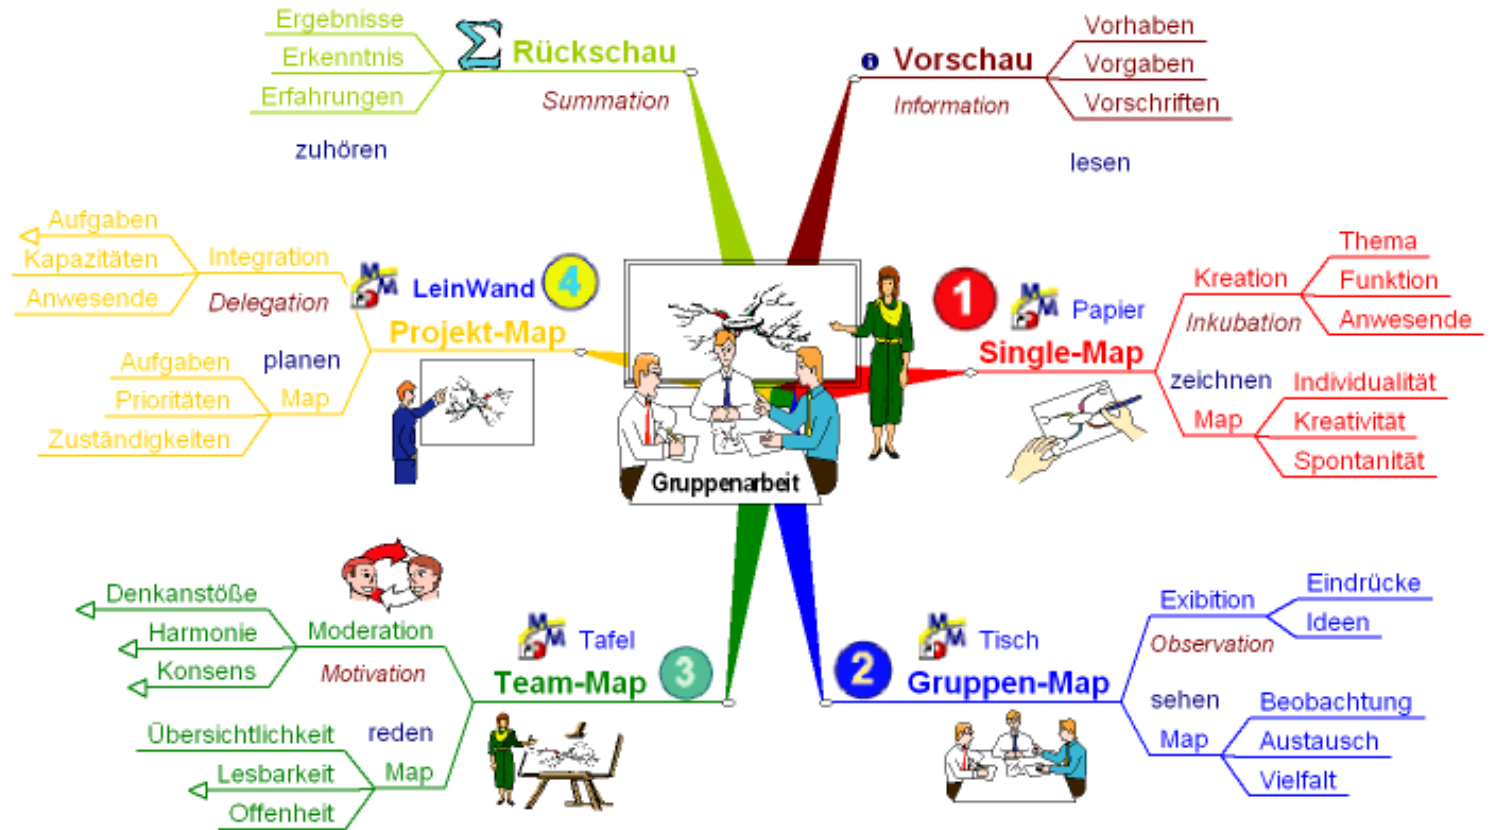 Gruppenarbeit
Vorschau
Information
Vorhaben
Vorgaben
Vorschriften
lesen
1
Papier
Single-Map
Kreation
Inkubation
Thema
Funktion
Anwesende
zeichnen
Map
Individualität
Kreativität
Spontanität
2
Tisch
Gruppen-Map
Exibition
Observation
Eindrücke
Ideen
sehen
Map
Beobachtung
Austausch
Vielfalt
3
Tafel
Team-Map
Moderation
Motivation
Denkanstöße
Harmonie
Konsens
reden
Map
Übersichtlichkeit
Lesbarkeit
Offenheit
4
LeinWand
Projekt-Map
Integration
Delegation
Aufgaben
Kapazitäten
Anwesende
planen
Map
Aufgaben
Prioritäten
Zuständigkeiten
Σ Rückschau
Summation
Ergebnisse
Erkenntnis
Erfahrungen
zuhören